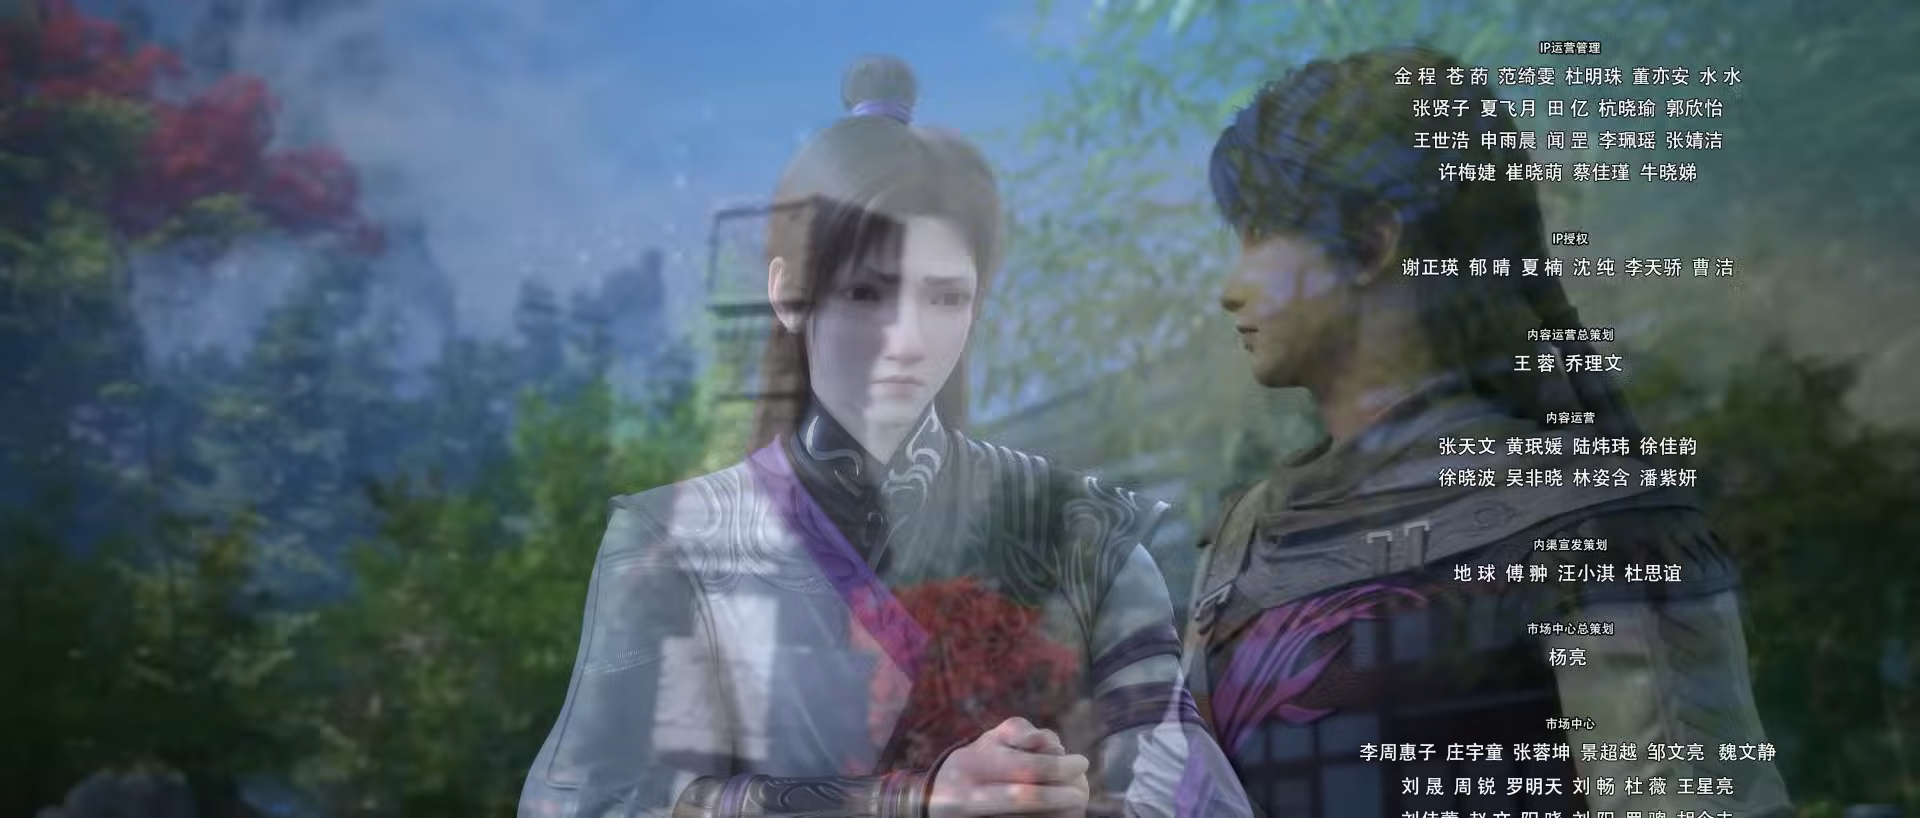 IP运营管理
金程 苍蒟 范绮雯 杜明珠 董亦安 水水
张贤子 夏飞月 田亿 杭晓瑜 郭欣怡
王世浩 申雨晨 闻罡 李珮瑶 张婧洁
许梅婕 崔晓萌 蔡佳瑾 牛晓娣
IP授权
谢正瑛 郁晴 夏楠 沈纯 李天骄 曹洁
内容运营总策划
王蓉 乔理文
内容运营
张天文 黄珉媛 陆炜玮 徐佳韵
徐晓波 吴非晓 林姿含 潘紫妍
内渠宣发策划
地球 傅翀 汪小淇 杜思谊
市场中心总策划
杨亮
市场中心
李周惠子 庄宇童 张蓉坤 景超越 邹文亮 魏文静
刘晟 周锐 罗明天 刘畅 杜薇 王星亮